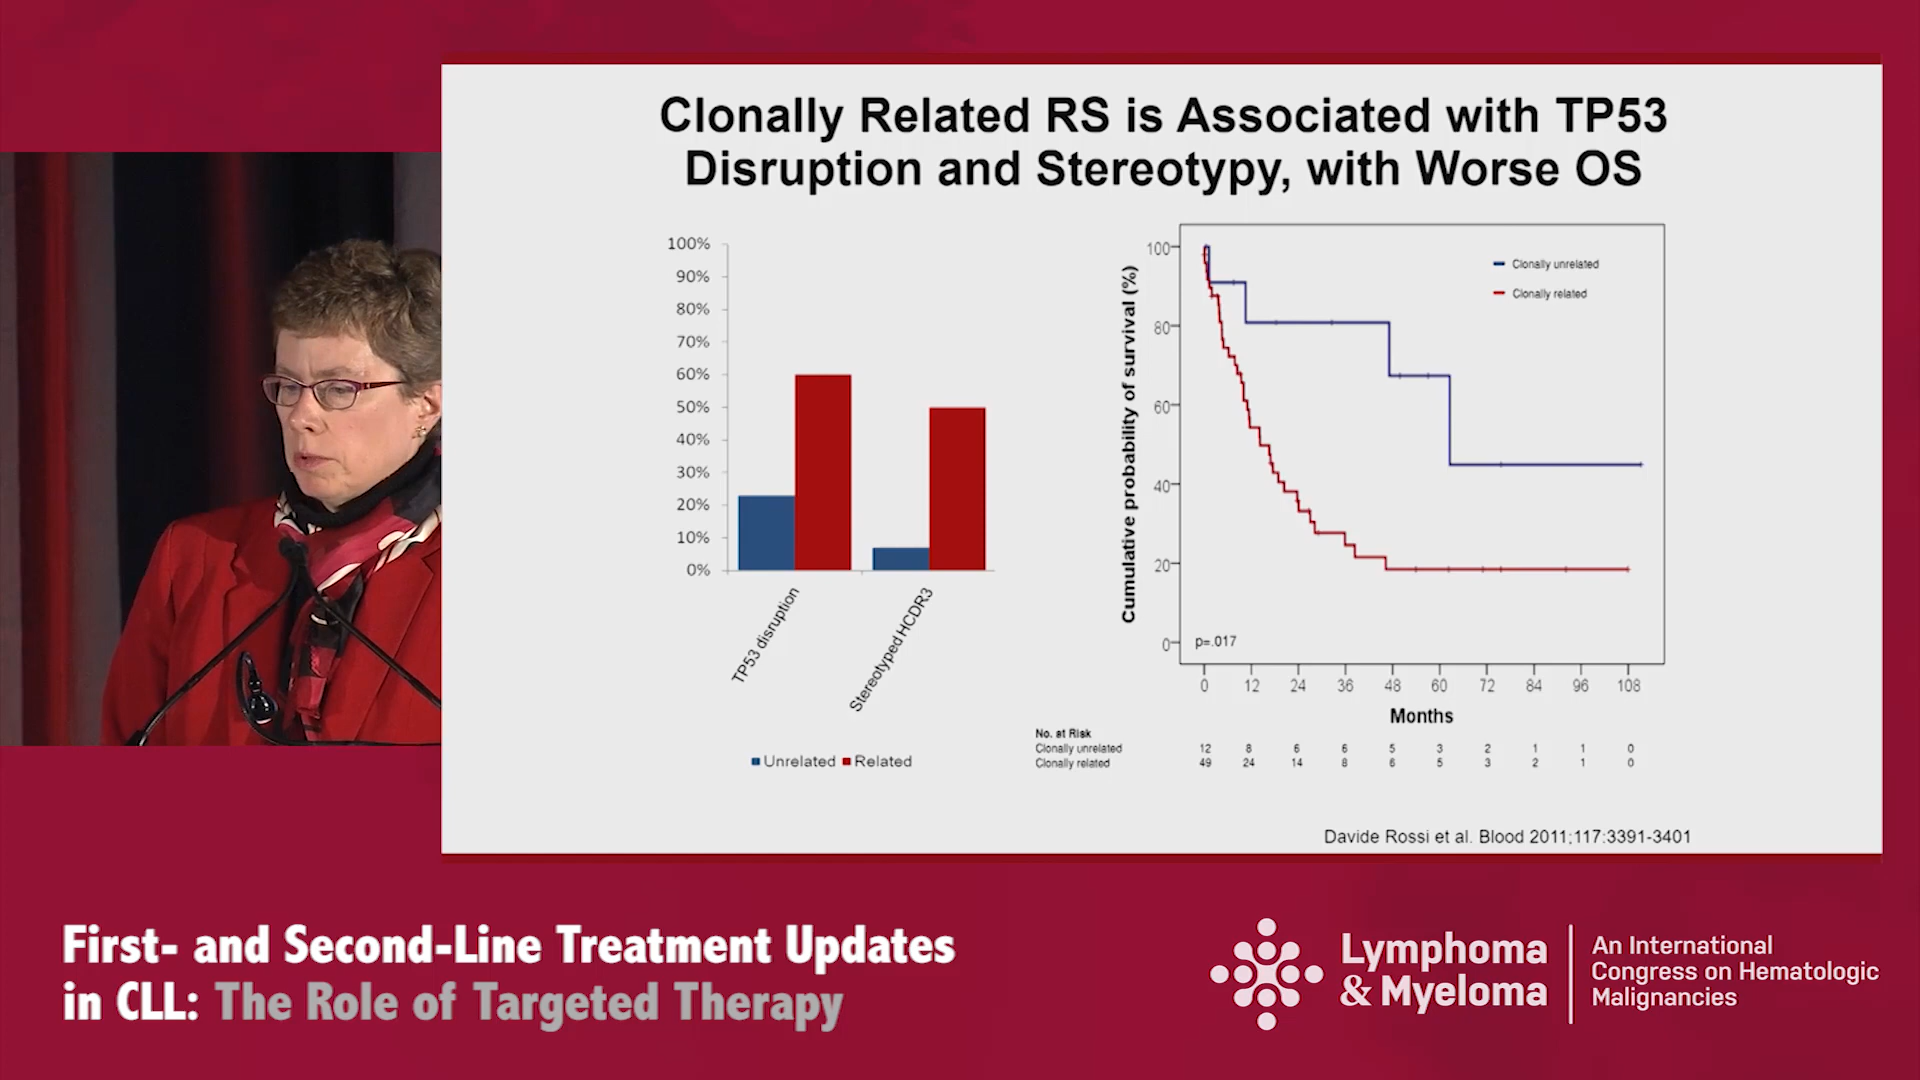 Clonally Related RS is Associated with TP53
Disruption and Stereotypy, with Worse OS
100%
90%
80%
70%
60%
50%
40%
30%
20%
10%
0%
TP53 disruption
Stereotyped HCDR3
Unrelated Related
Cumulative probability of survival (%)
100
80
60
40
20
0
Clonally unrelated
Clonally related
p=.017
0 12 24 36 48 60 72 84 96 108
Months
No. at Risk
Clonally unrelated 12 8 6 6 5 3 2 1 1 0
Clonally related 49 24 14 8 6 5 3 2 1 0
Davide Rossi et al. Blood 2011;117:3391-3401
First- and Second-Line Treatment Updates
in CLL: The Role of Targeted Therapy
Lymphoma
& Myeloma
An International
Congress on Hematologic
Malignancies